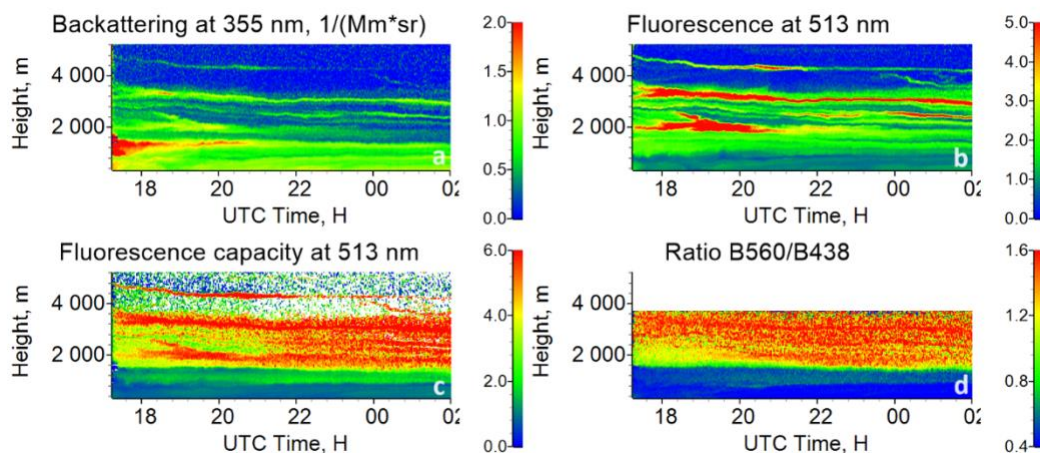 Backattering at 355 nm, 1/(Mm*sr)
2.0
1.5
1.0
0.5
0.0
Height, m
4 000
2 000
a
18 20 22 00 02
UTC Time, H
Fluorescence at 513 nm
5.0
4.0
3.0
2.0
1.0
0.0
Height, m
4 000
2 000
b
18 20 22 00 02
UTC Time, H
Fluorescence capacity at 513 nm
6.0
4.0
2.0
0.0
Height, m
4 000
2 000
c
18 20 22 00 02
UTC Time, H
Ratio B560/B438
1.6
1.2
0.8
0.4
Height, m
4 000
2 000
d
18 20 22 00 02
UTC Time, H